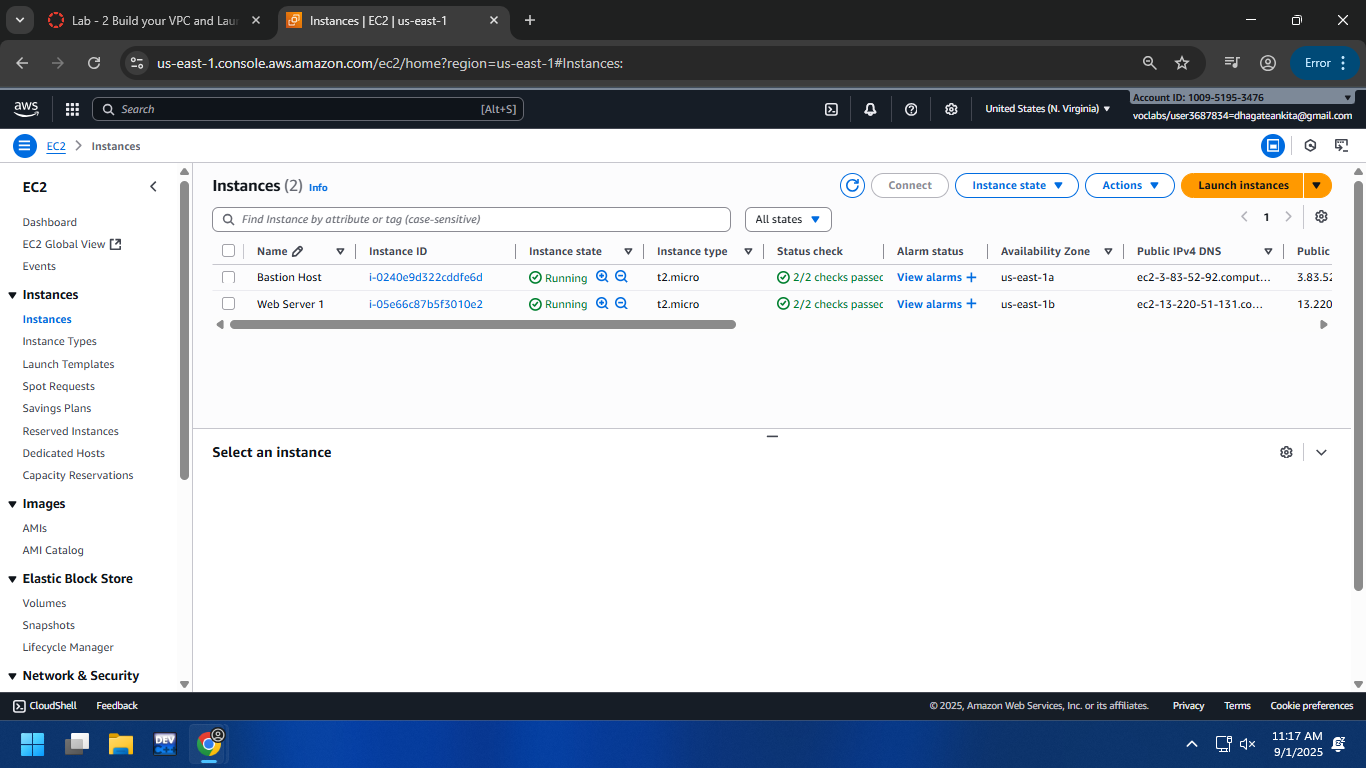 Lab - 2 Build your VPC and Lau
Instances | EC2 | us-east-1
us-east-1.console.aws.amazon.com/ec2/home?region=us-east-1#Instances:
Error
aws
Search
[Alt+S]
United States (N. Virginia)
Account ID: 1009-5195-3476
voclabs/user3687834=dhagateankita@gmail.com
EC2
Instances
EC2
Dashboard
EC2 Global View
Events
Instances
Instances
Instance Types
Launch Templates
Spot Requests
Savings Plans
Reserved Instances
Dedicated Hosts
Capacity Reservations
Images
AMIs
AMI Catalog
Elastic Block Store
Volumes
Snapshots
Lifecycle Manager
Network & Security
Instances (2) Info
Connect
Instance state
Actions
Launch instances
Find Instance by attribute or tag (case-sensitive)
All states
1
Name Instance ID Instance state Instance type Status check Alarm status Availability Zone Public IPv4 DNS Public
Bastion Host i-0240e9d322cddfe6d Running t2.micro 2/2 checks passed View alarms + us-east-1a ec2-3-83-52-92.comput... 3.83.52
Web Server 1 i-05e66c87b5f3010e2 Running t2.micro 2/2 checks passed View alarms + us-east-1b ec2-13-220-51-131.co... 13.220
Select an instance
CloudShell
Feedback
© 2025, Amazon Web Services, Inc. or its affiliates.
Privacy
Terms
Cookie preferences
DEV
11:17 AM
9/1/2025